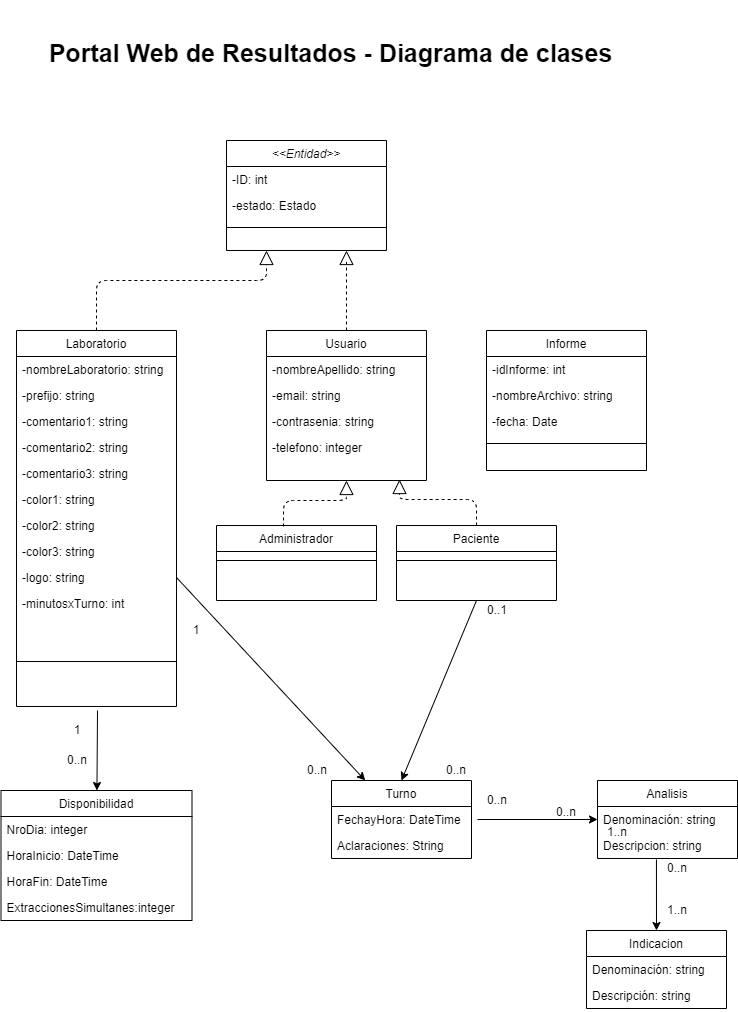 Portal Web de Resultados - Diagrama de clases
<<Entidad>>
-ID: int
-estado: Estado
Laboratorio
-nombreLaboratorio: string
-prefijo: string
-comentario1: string
-comentario2: string
-comentario3: string
-color1: string
-color2: string
-color3: string
-logo: string
-minutosxTurno: int
Usuario
-nombreApellido: string
-email: string
-contrasenia: string
-telefono: integer
Informe
-idInforme: int
-nombreArchivo: string
-fecha: Date
Administrador
Paciente
0..1
1
1
0..n
0..n
0..n
Disponibilidad
NroDia: integer
HoraInicio: DateTime
HoraFin: DateTime
ExtraccionesSimultanes:integer
Turno
FechayHora: DateTime
Aclaraciones: String
0..n
0..n
Analisis
Denominación: string
1..n
Descripcion: string
0..n
1..n
Indicacion
Denominación: string
Descripción: string